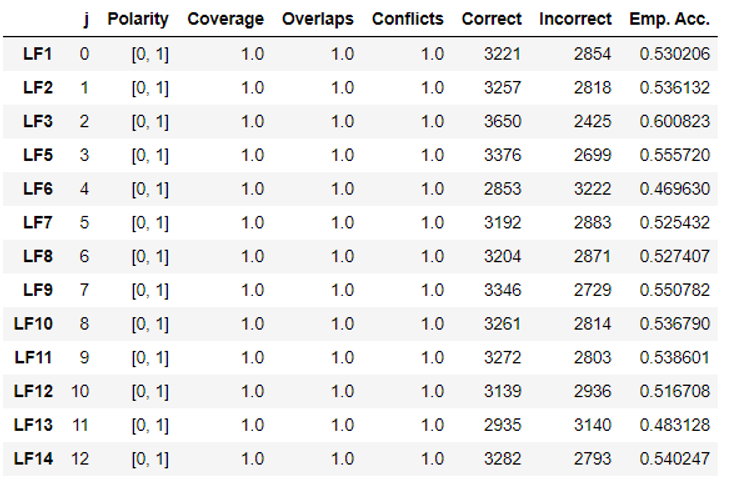 j Polarity Coverage Overlaps Conflicts Correct Incorrect Emp. Acc.
LF1 0 [0, 1] 1.0 1.0 1.0 3221 2854 0.530206
LF2 1 [0, 1] 1.0 1.0 1.0 3257 2818 0.536132
LF3 2 [0, 1] 1.0 1.0 1.0 3650 2425 0.600823
LF5 3 [0, 1] 1.0 1.0 1.0 3376 2699 0.555720
LF6 4 [0, 1] 1.0 1.0 1.0 2853 3222 0.469630
LF7 5 [0, 1] 1.0 1.0 1.0 3192 2883 0.525432
LF8 6 [0, 1] 1.0 1.0 1.0 3204 2871 0.527407
LF9 7 [0, 1] 1.0 1.0 1.0 3346 2729 0.550782
LF10 8 [0, 1] 1.0 1.0 1.0 3261 2814 0.536790
LF11 9 [0, 1] 1.0 1.0 1.0 3272 2803 0.538601
LF12 10 [0, 1] 1.0 1.0 1.0 3139 2936 0.516708
LF13 11 [0, 1] 1.0 1.0 1.0 2935 3140 0.483128
LF14 12 [0, 1] 1.0 1.0 1.0 3282 2793 0.540247